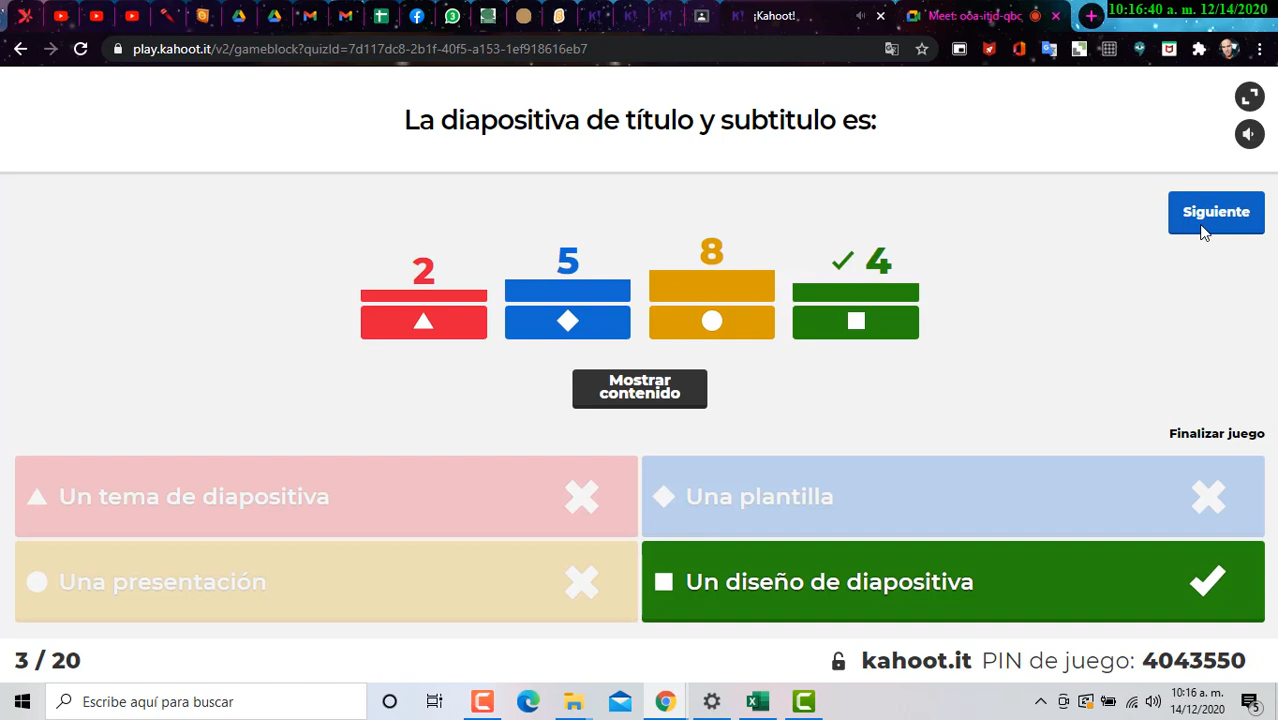 ¡Kahoot!
Meet: ooa-itjd-qbc
10:16:40 a. m. 12/14/2020
play.kahoot.it/v2/gameblock?quizId=7d117dc8-2b1f-40f5-a153-1ef918616eb7
La diapositiva de título y subtitulo es:
Siguiente
2
5
8
4
Mostrar
contenido
Finalizar juego
Un tema de diapositiva
Una plantilla
Una presentación
Un diseño de diapositiva
3 / 20
kahoot.it PIN de juego: 4043550
Escribe aquí para buscar
10:16 a. m.
14/12/2020
5